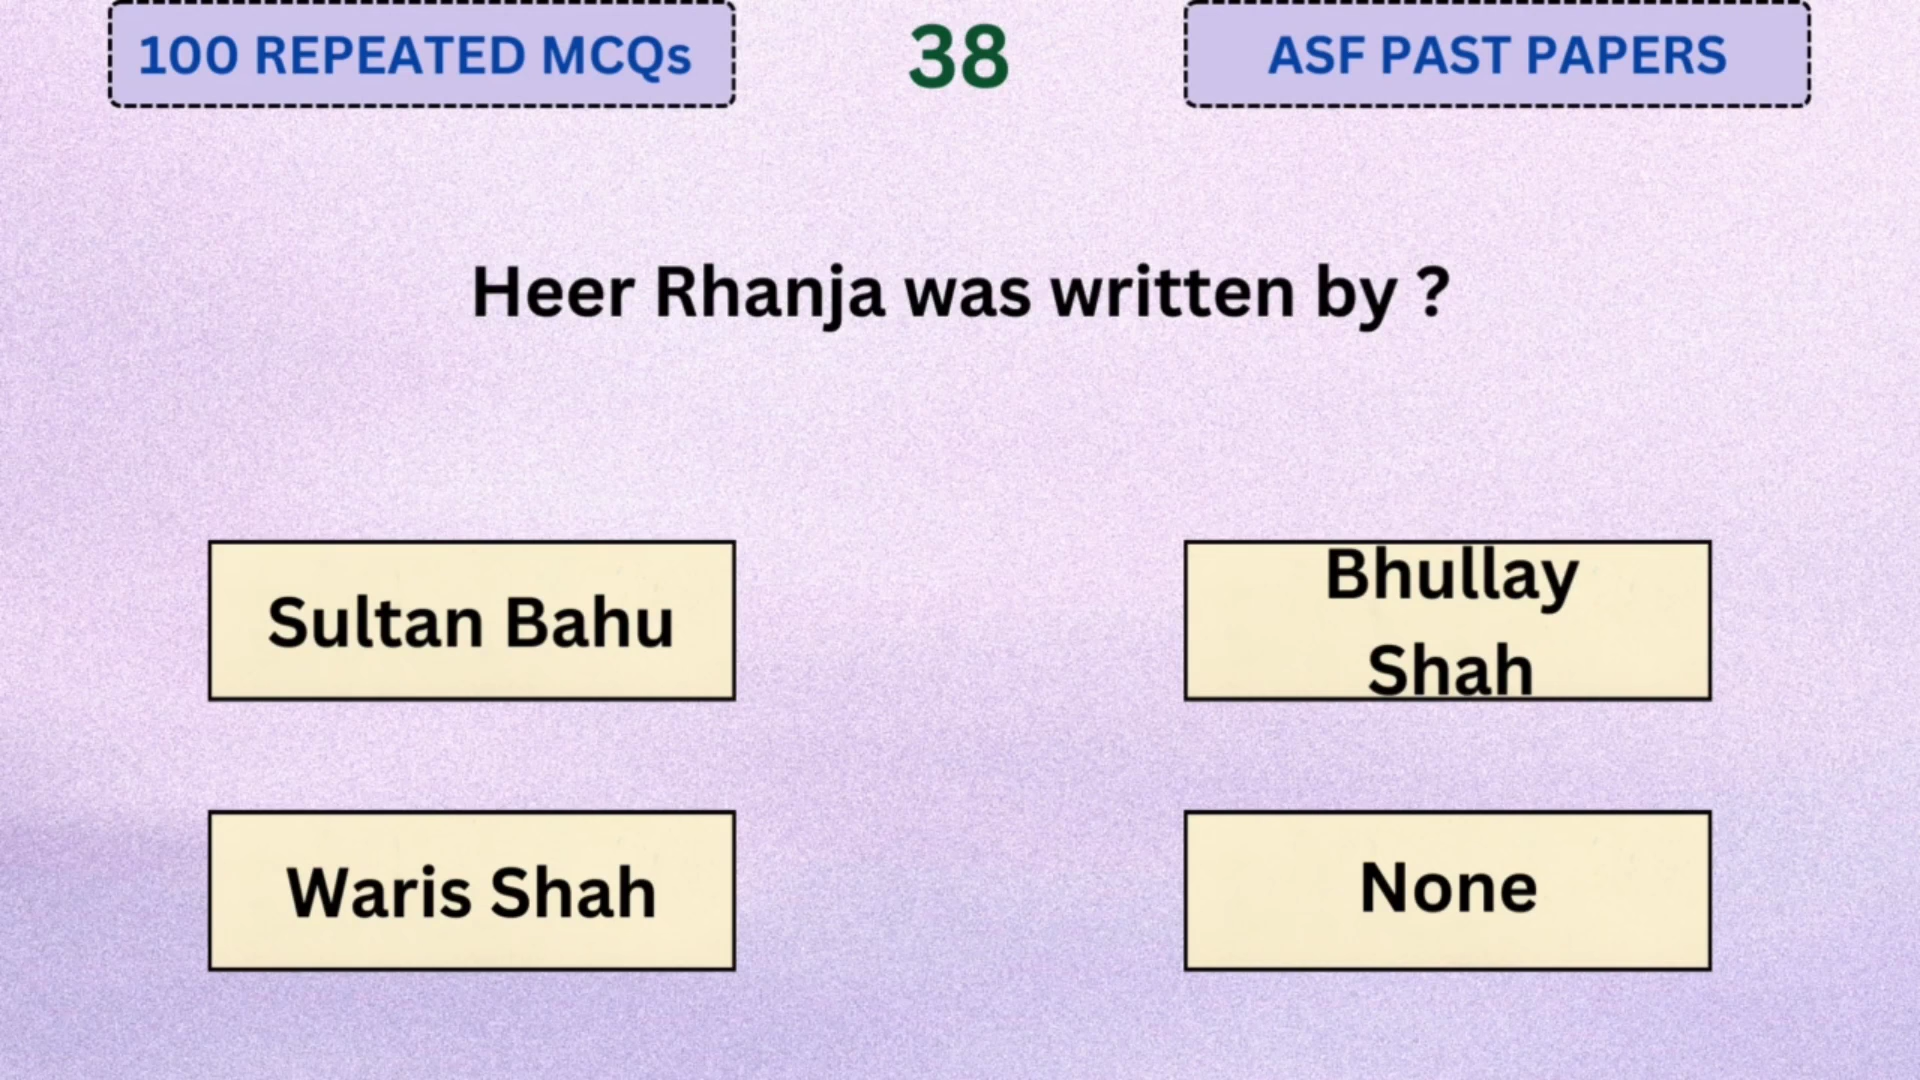 100 REPEATED MCQs
38
ASF PAST PAPERS
Heer Rhanja was written by ?
Sultan Bahu
Bhullay
Shah
Waris Shah
None